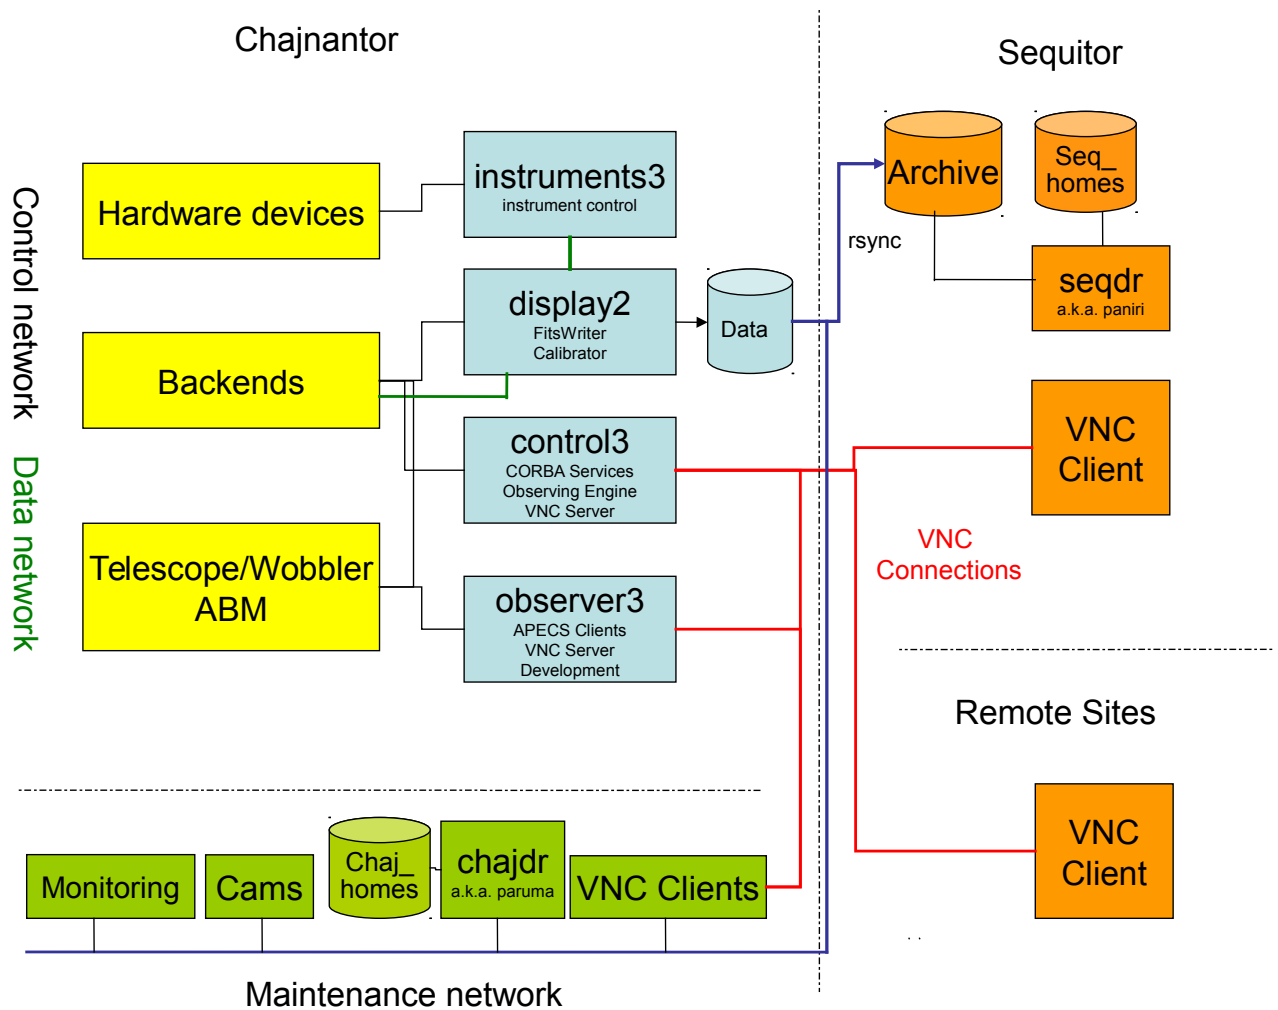 Chajnantor
Sequitor
Control network
Data network
Hardware devices
Backends
Telescope/Wobbler
ABM
instruments3
instrument control
display2
FitsWriter
Calibrator
Data
control3
CORBA Services
Observing Engine
VNC Server
observer3
APECS Clients
VNC Server
Development
rsync
Archive
Seq_
homes
seqdr
a.k.a. paniri
VNC
Client
VNC
Connections
Remote Sites
VNC
Client
Monitoring
Cams
Chaj_
homes
chajdr
a.k.a. paruma
VNC Clients
Maintenance network